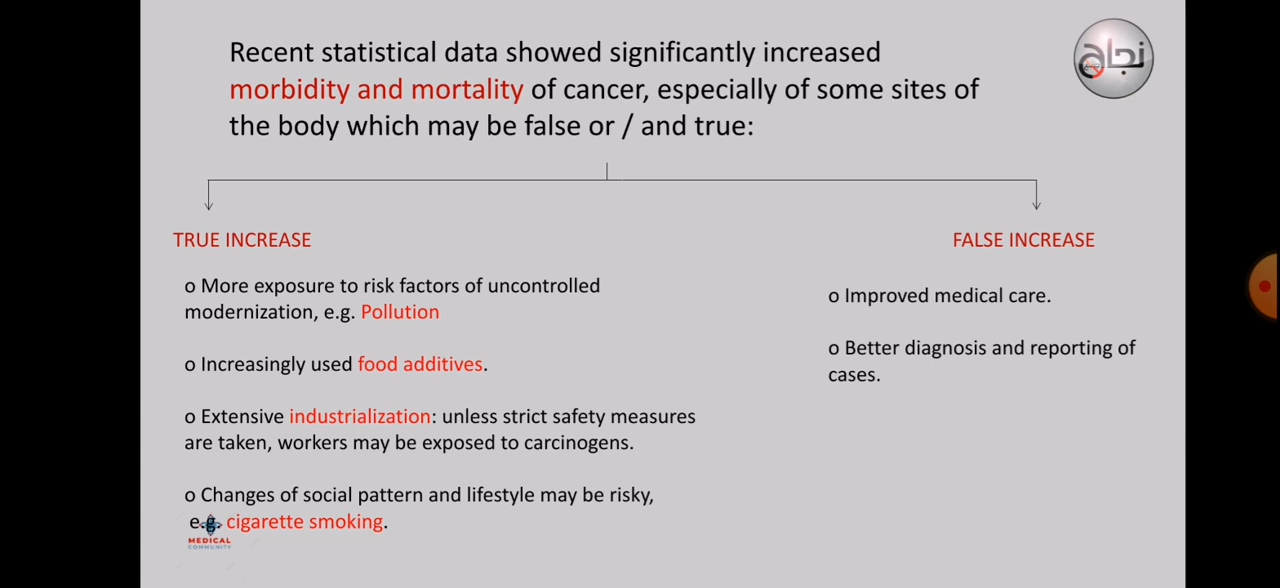 Recent statistical data showed significantly increased
morbidity and mortality of cancer, especially of some sites of
the body which may be false or / and true:
TRUE INCREASE
o More exposure to risk factors of uncontrolled
modernization, e.g. Pollution
o Increasingly used food additives.
o Extensive industrialization: unless strict safety measures
are taken, workers may be exposed to carcinogens.
o Changes of social pattern and lifestyle may be risky,
e.g. cigarette smoking.
MEDICAL
COMMUNITY
FALSE INCREASE
o Improved medical care.
o Better diagnosis and reporting of
cases.